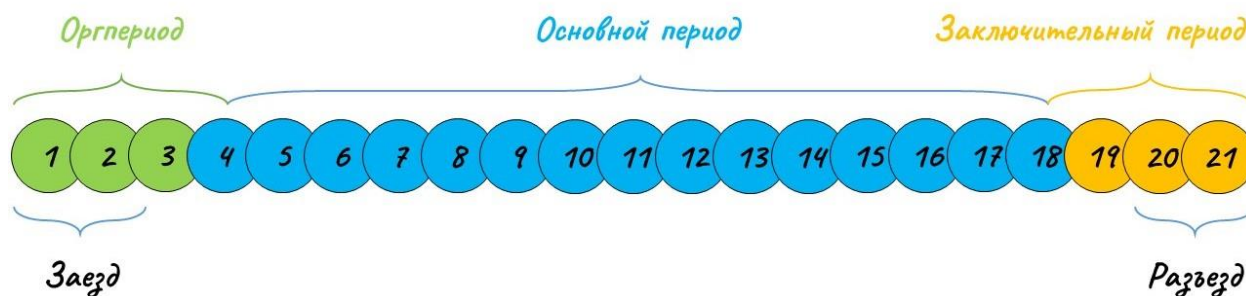 Оргпериод Основной период Заключительный период
1 2 3 4 5 6 7 8 9 10 11 12 13 14 15 16 17 18 19 20 21
Заезд Разъезд